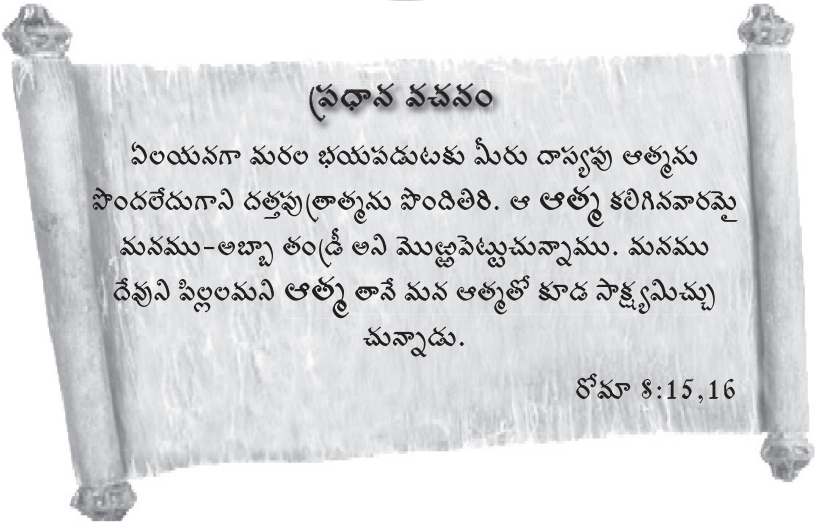 ప్రధాన వచనం
ఏలయనగా మరల భయపడుటకు మీరు దాస్యపు ఆత్మను
పొందలేదుగాని దత్తపుత్రాత్మను పొందితిరి. ఆ ఆత్మ కలిగినవారమై
మనము-అబ్బా తండ్రీ అని మొఱ్ఱపెట్టుచున్నాము. మనము
దేవుని పిల్లలమని ఆత్మ తానే మన ఆత్మతో కూడ సాక్ష్యమిచ్చు
చున్నాడు.
రోమా 8:15,16